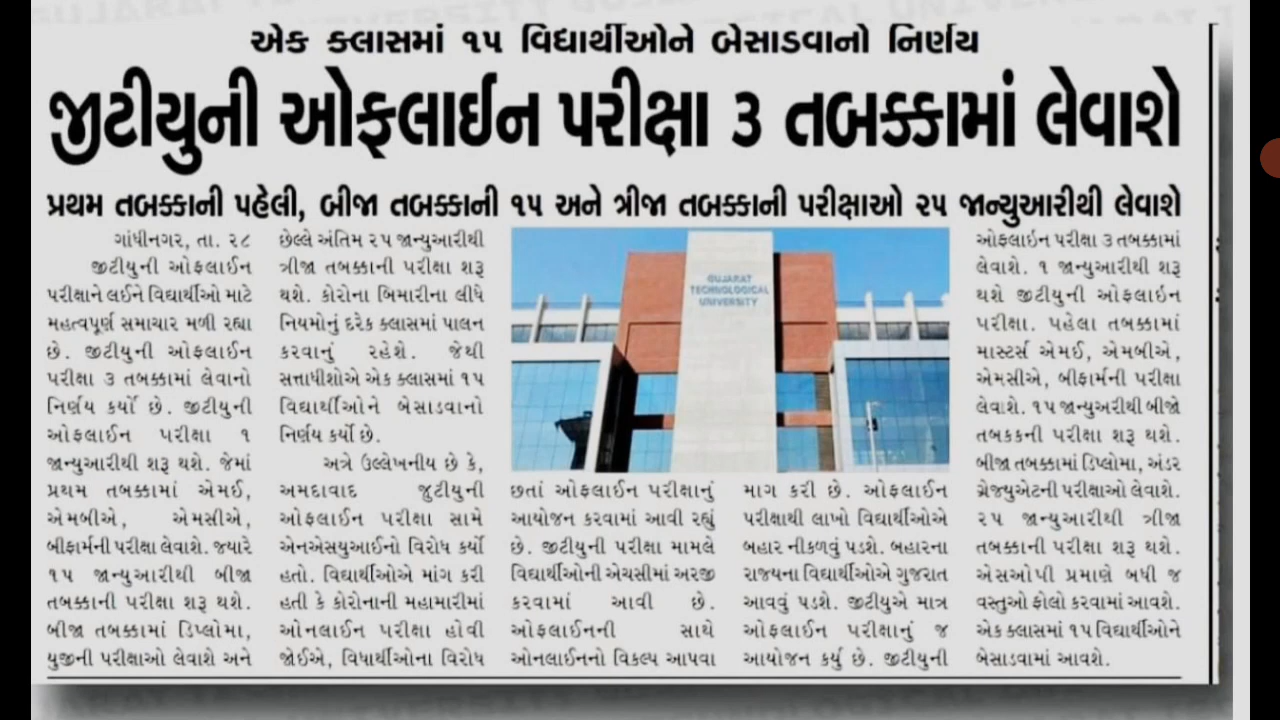 એક ક્લાસમાં ૧૫ વિદ્યાર્થીઓને બેસાડવાનો નિર્ણય
જીટીયુની ઓફલાઈન પરીક્ષા ૩ તબક્કામાં લેવાશે
પ્રથમ તબક્કાની પહેલી, બીજા તબક્કાની ૧૫ અને ત્રીજા તબક્કાની પરીક્ષાઓ ૨૫ જાન્યુઆરીથી લેવાશે
ગાંધીનગર, તા. ૨૮
જીટીયુની ઓફલાઈન
પરીક્ષાને લઈને વિદ્યાર્થીઓ માટે
મહત્વપૂર્ણ સમાચાર મળી રહ્યા
છે. જીટીયુની ઓફલાઈન
પરીક્ષા ૩ તબક્કામાં લેવાનો
નિર્ણય કર્યો છે. જીટીયુની
ઓફલાઈન પરીક્ષા ૧
જાન્યુઆરીથી શરૂ થશે. જેમાં
પ્રથમ તબક્કામાં એમઈ,
એમબીએ, એમસીએ,
બીફાર્મની પરીક્ષા લેવાશે. જ્યારે
૧૫ જાન્યુઆરીથી બીજા
તબક્કાની પરીક્ષા શરૂ થશે.
બીજા તબક્કામાં ડિપ્લોમા,
યુજીની પરીક્ષાઓ લેવાશે અને
છેલ્લે અંતિમ ૨૫ જાન્યુઆરીથી
ત્રીજા તબક્કાની પરીક્ષા શરૂ
થશે. કોરોના બિમારીના લીધે
નિયમોનું દરેક ક્લાસમાં પાલન
કરવાનું રહેશે. જેથી
સત્તાધીશોએ એક ક્લાસમાં ૧૫
વિદ્યાર્થીઓને બેસાડવાનો
નિર્ણય કર્યો છે.
અત્રે ઉલ્લેખનીય છે કે,
અમદાવાદ જુટીયુની
ઓફલાઈન પરીક્ષા સામે
એનએસયુઆઈનો વિરોધ કર્યો
હતો. વિદ્યાર્થીઓએ માંગ કરી
હતી કે કોરોનાની મહામારીમાં
ઓનલાઈન પરીક્ષા હોવી
જોઈએ, વિધાર્થીઓના વિરોધ
GUJARAT
TECHNOLOGICAL
UNIVERSITY
છતાં ઓફલાઈન પરીક્ષાનું
આયોજન કરવામાં આવી રહ્યું
છે. જીટીયુની પરીક્ષા મામલે
વિદ્યાર્થીઓની એચસીમાં અરજી
કરવામાં આવી છે.
ઓફલાઈનની સાથે
ઓનલાઈનનો વિકલ્પ આપવા
માગ કરી છે. ઓફલાઈન
પરીક્ષાથી લાખો વિદ્યાર્થીઓએ
બહાર નીકળવું પડશે. બહારના
રાજ્યના વિદ્યાર્થીઓએ ગુજરાત
આવવું પડશે. જીટીયુએ માત્ર
ઓફલાઈન પરીક્ષાનું જ
આયોજન કર્યુ છે. જીટીયુની
ઓફલાઈન પરીક્ષા ૩ તબક્કામાં
લેવાશે. ૧ જાન્યુઆરીથી શરૂ
થશે જીટીયુની ઓફલાઈન
પરીક્ષા. પહેલા તબક્કામાં
માસ્ટર્સ એમઈ, એમબીએ,
એમસીએ, બીફાર્મની પરીક્ષા
લેવાશે. ૧૫ જાન્યુઅરીથી બીજો
તબકકની પરીક્ષા શરૂ થશે.
બીજા તબક્કામાં ડિપ્લોમા, અંડર
ગ્રેજ્યુએટની પરીક્ષાઓ લેવાશે.
૨૫ જાન્યુઆરીથી ત્રીજા
તબક્કાની પરીક્ષા શરૂ થશે.
એસઓપી પ્રમાણે બધી જ
વસ્તુઓ ફોલો કરવામાં આવશે.
એક ક્લાસમાં ૧૫ વિદ્યાર્થીઓને
બેસાડવામાં આવશે.